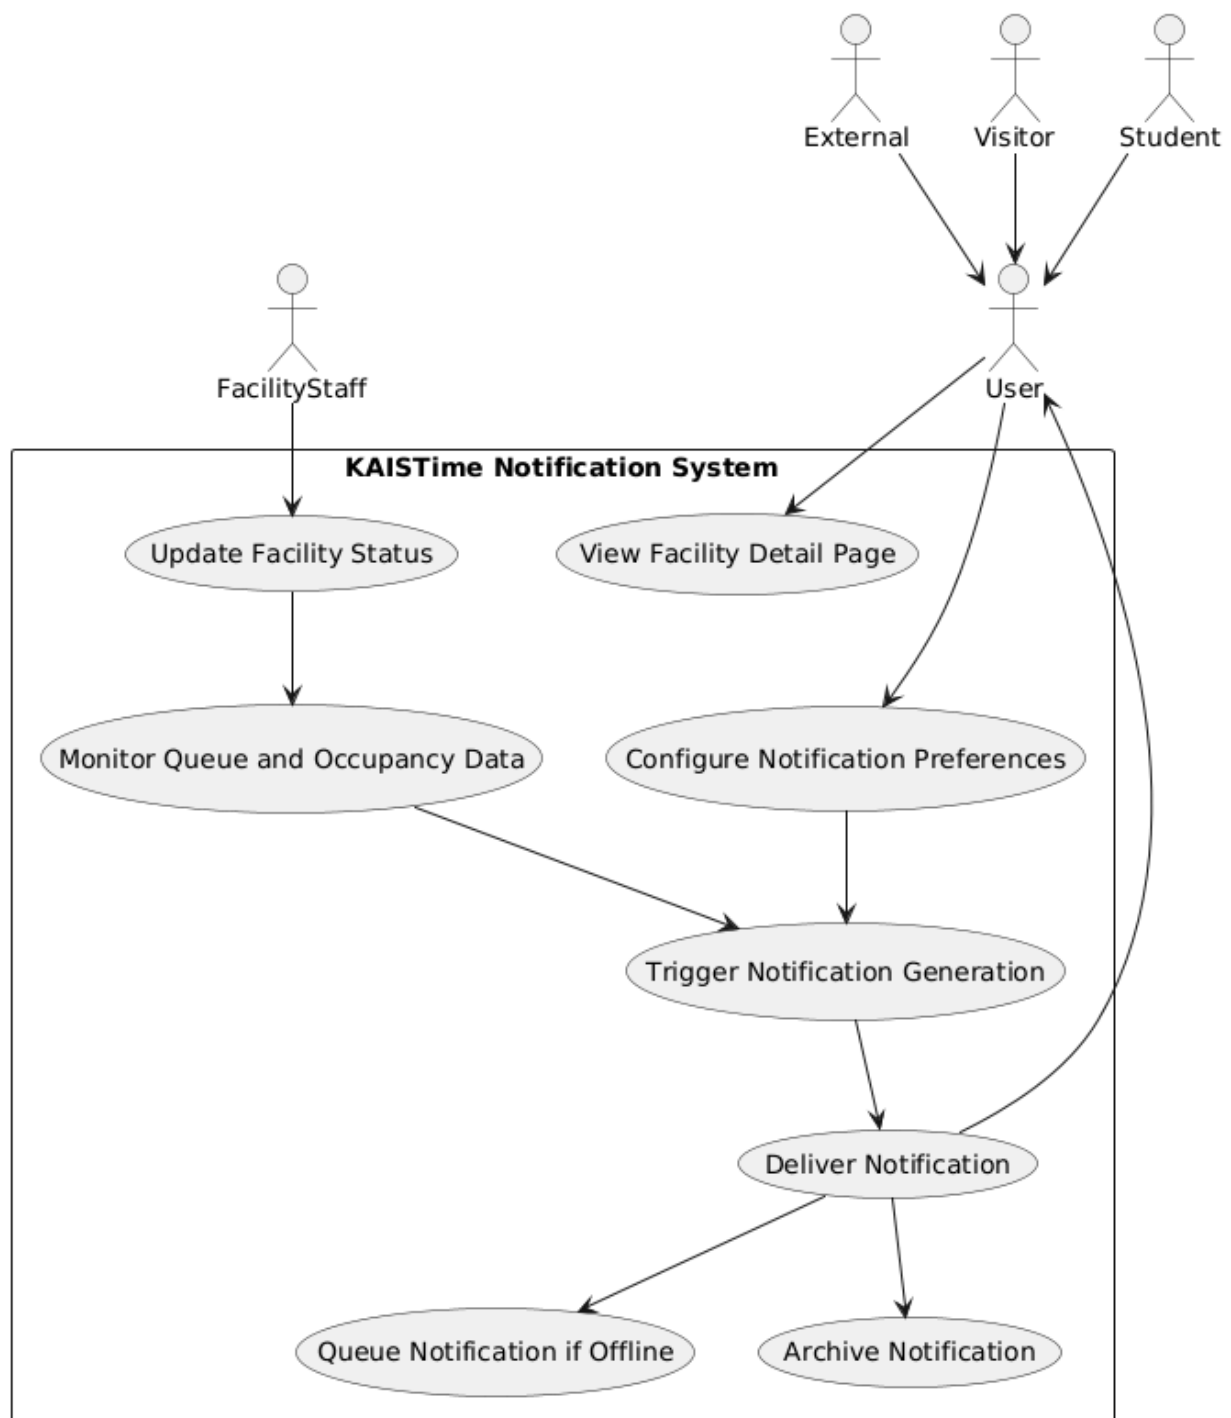 External
Visitor
Student
FacilityStaff
User
KAISTime Notification System
Update Facility Status
View Facility Detail Page
Monitor Queue and Occupancy Data
Configure Notification Preferences
Trigger Notification Generation
Deliver Notification
Queue Notification if Offline
Archive Notification